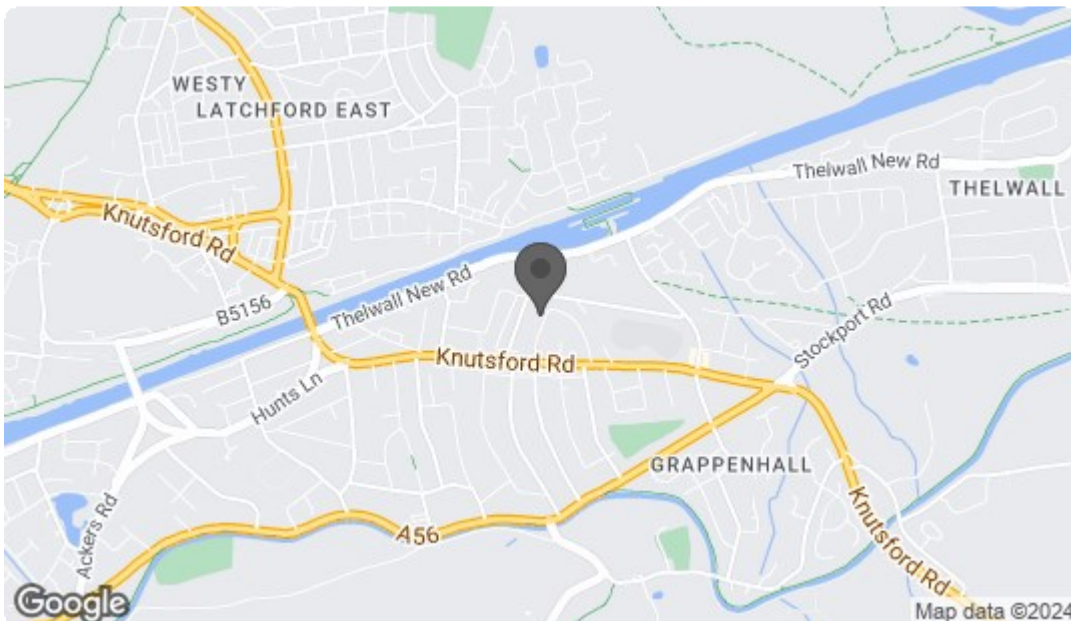 WESTY
LATCHFORD EAST
Thelwall New Rd
THELWALL
Knutsford Rd
B5156
Thelwall New Rd
Stockport Rd
Knutsford Rd
Hunts Ln
GRAPPENHALL
Ackers Rd
A56
Knutsford Rd
Google
Map data ©2024